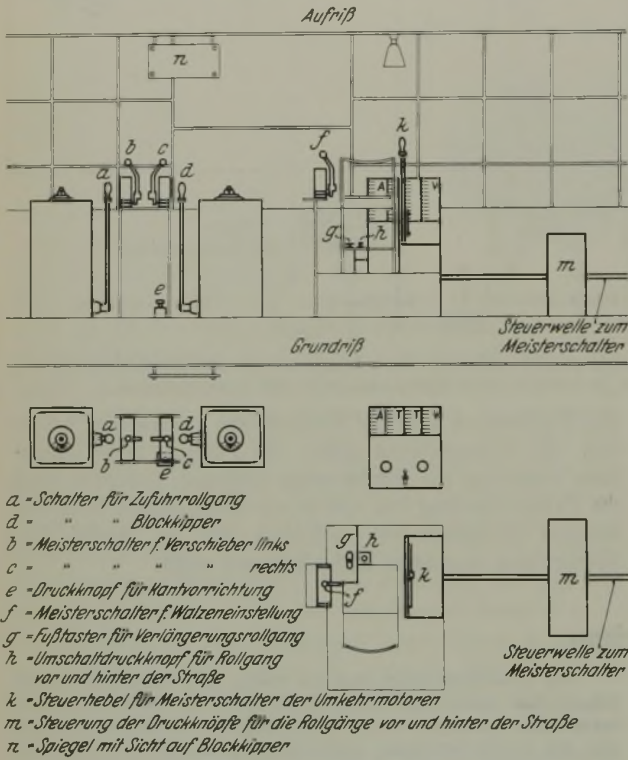 Aufriß
n
b c
a d
f
k
A V
g h
e
m
Steuerwelle zum
Meisterschalter
Grundriß
a d
b e c
A T T V
g h
f k
m
Steuerwelle zum
Meisterschalter
a = Schalter für Zufuhrrollgang
d = " " Blockkipper
b = Meisterschalter f. Verschieber links
c = " " " " rechts
e = Druckknopf für Kantvorrichtung
f = Meisterschalter f. Walzeneinstellung
g = Fußtaster für Verlängerungsrollgang
h = Umschaltdruckknopf für Rollgang
vor und hinter der Straße
k = Steuerhebel für Meisterschalter der Umkehrmotoren
m = Steuerung der Druckknöpfe für die Rollgänge vor und hinter der Straße
n = Spiegel mit Sicht auf Blockkipper